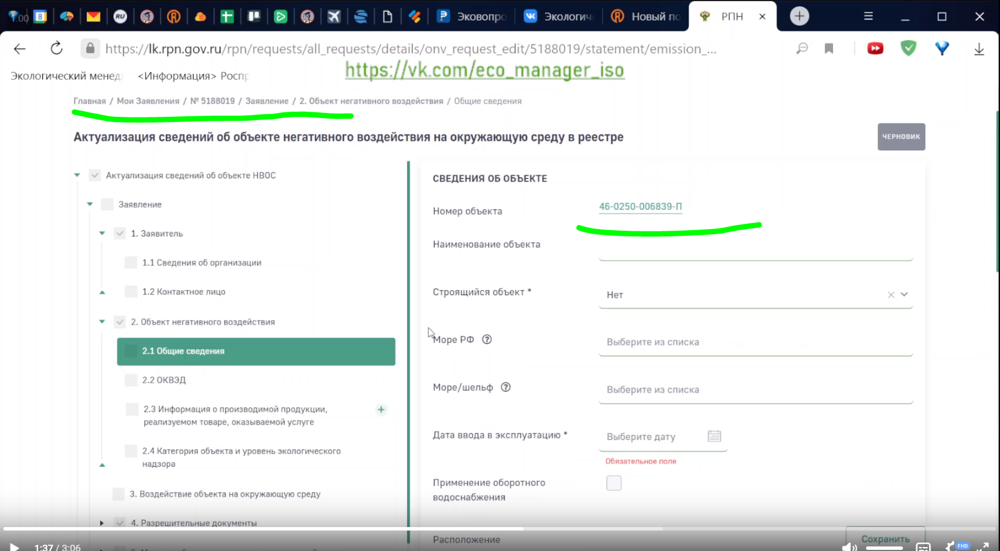 Эковопро
Экологич
Новый по
РПН
https://lk.rpn.gov.ru/rpn/requests/all_requests/details/onv_request_edit/5188019/statement/emission_...
Экологический менед
<Информация> Роспр
https://vk.com/eco_manager_iso
Главная / Мои Заявления / № 5188019 / Заявление / 2. Объект негативного воздействия / Общие сведения
Актуализация сведений об объекте негативного воздействия на окружающую среду в реестре
ЧЕРНОВИК
Актуализация сведений об объекте НВОС
Заявление
1. Заявитель
1.1 Сведения об организации
1.2 Контактное лицо
2. Объект негативного воздействия
2.1 Общие сведения
2.2 ОКВЭД
2.3 Информация о производимой продукции,
реализуемом товаре, оказываемой услуге
2.4 Категория объекта и уровень экологического
надзора
3. Воздействие объекта на окружающую среду
4. Разрешительные документы
СВЕДЕНИЯ ОБ ОБЪЕКТЕ
Номер объекта
46-0250-006839-П
Наименование объекта
Строящийся объект *
Нет
Море РФ
Выберите из списка
Море/шельф
Выберите из списка
Дата ввода в эксплуатацию *
Выберите дату
Обязательное поле
Применение оборотного
водоснабжения
Расположение
Сохранить
1:37 / 3:06
FHD